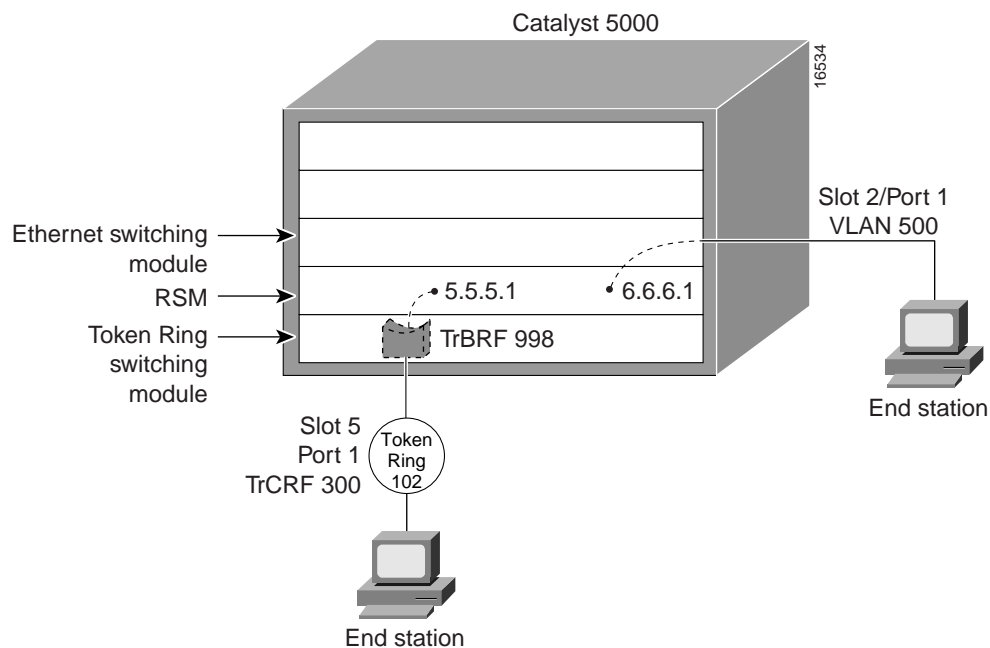 Catalyst 5000
16534
Slot 2/Port 1
VLAN 500
Ethernet switching
module
RSM
5.5.5.1
6.6.6.1
Token Ring
switching
module
TrBRF 998
End station
Slot 5
Port 1
TrCRF 300
Token
Ring
102
End station